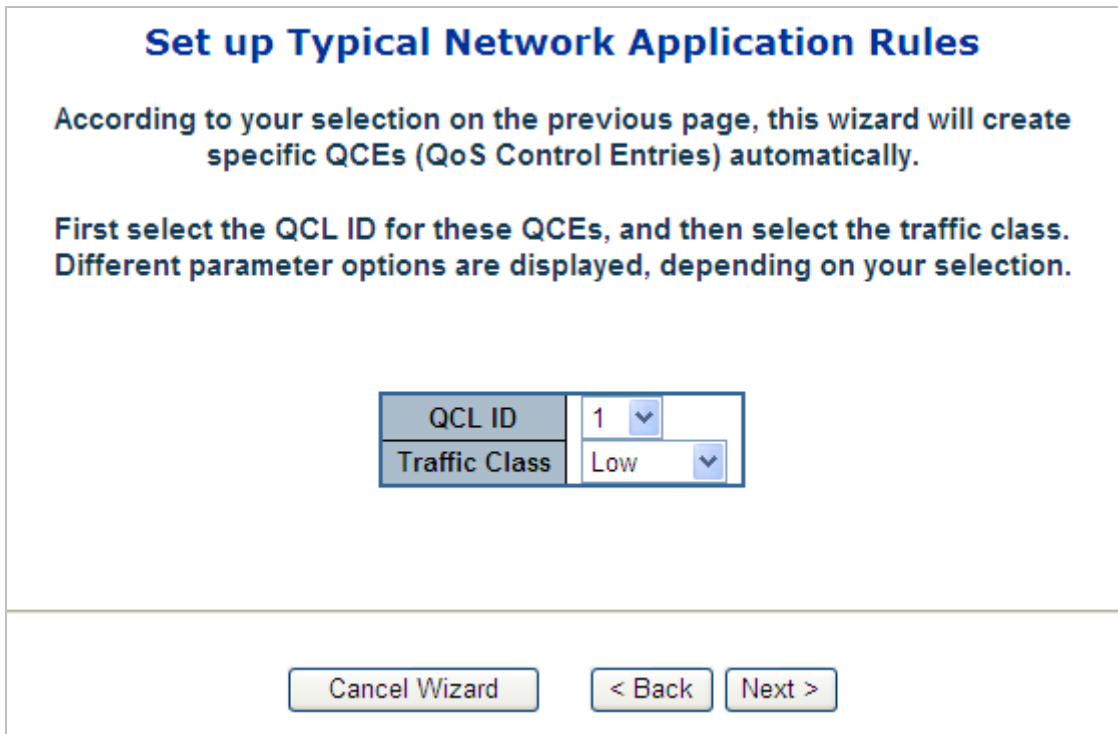 Set up Typical Network Application Rules
According to your selection on the previous page, this wizard will create
specific QCEs (QoS Control Entries) automatically.
First select the QCL ID for these QCEs, and then select the traffic class.
Different parameter options are displayed, depending on your selection.
QCL ID 1
Traffic Class Low
Cancel Wizard < Back Next >